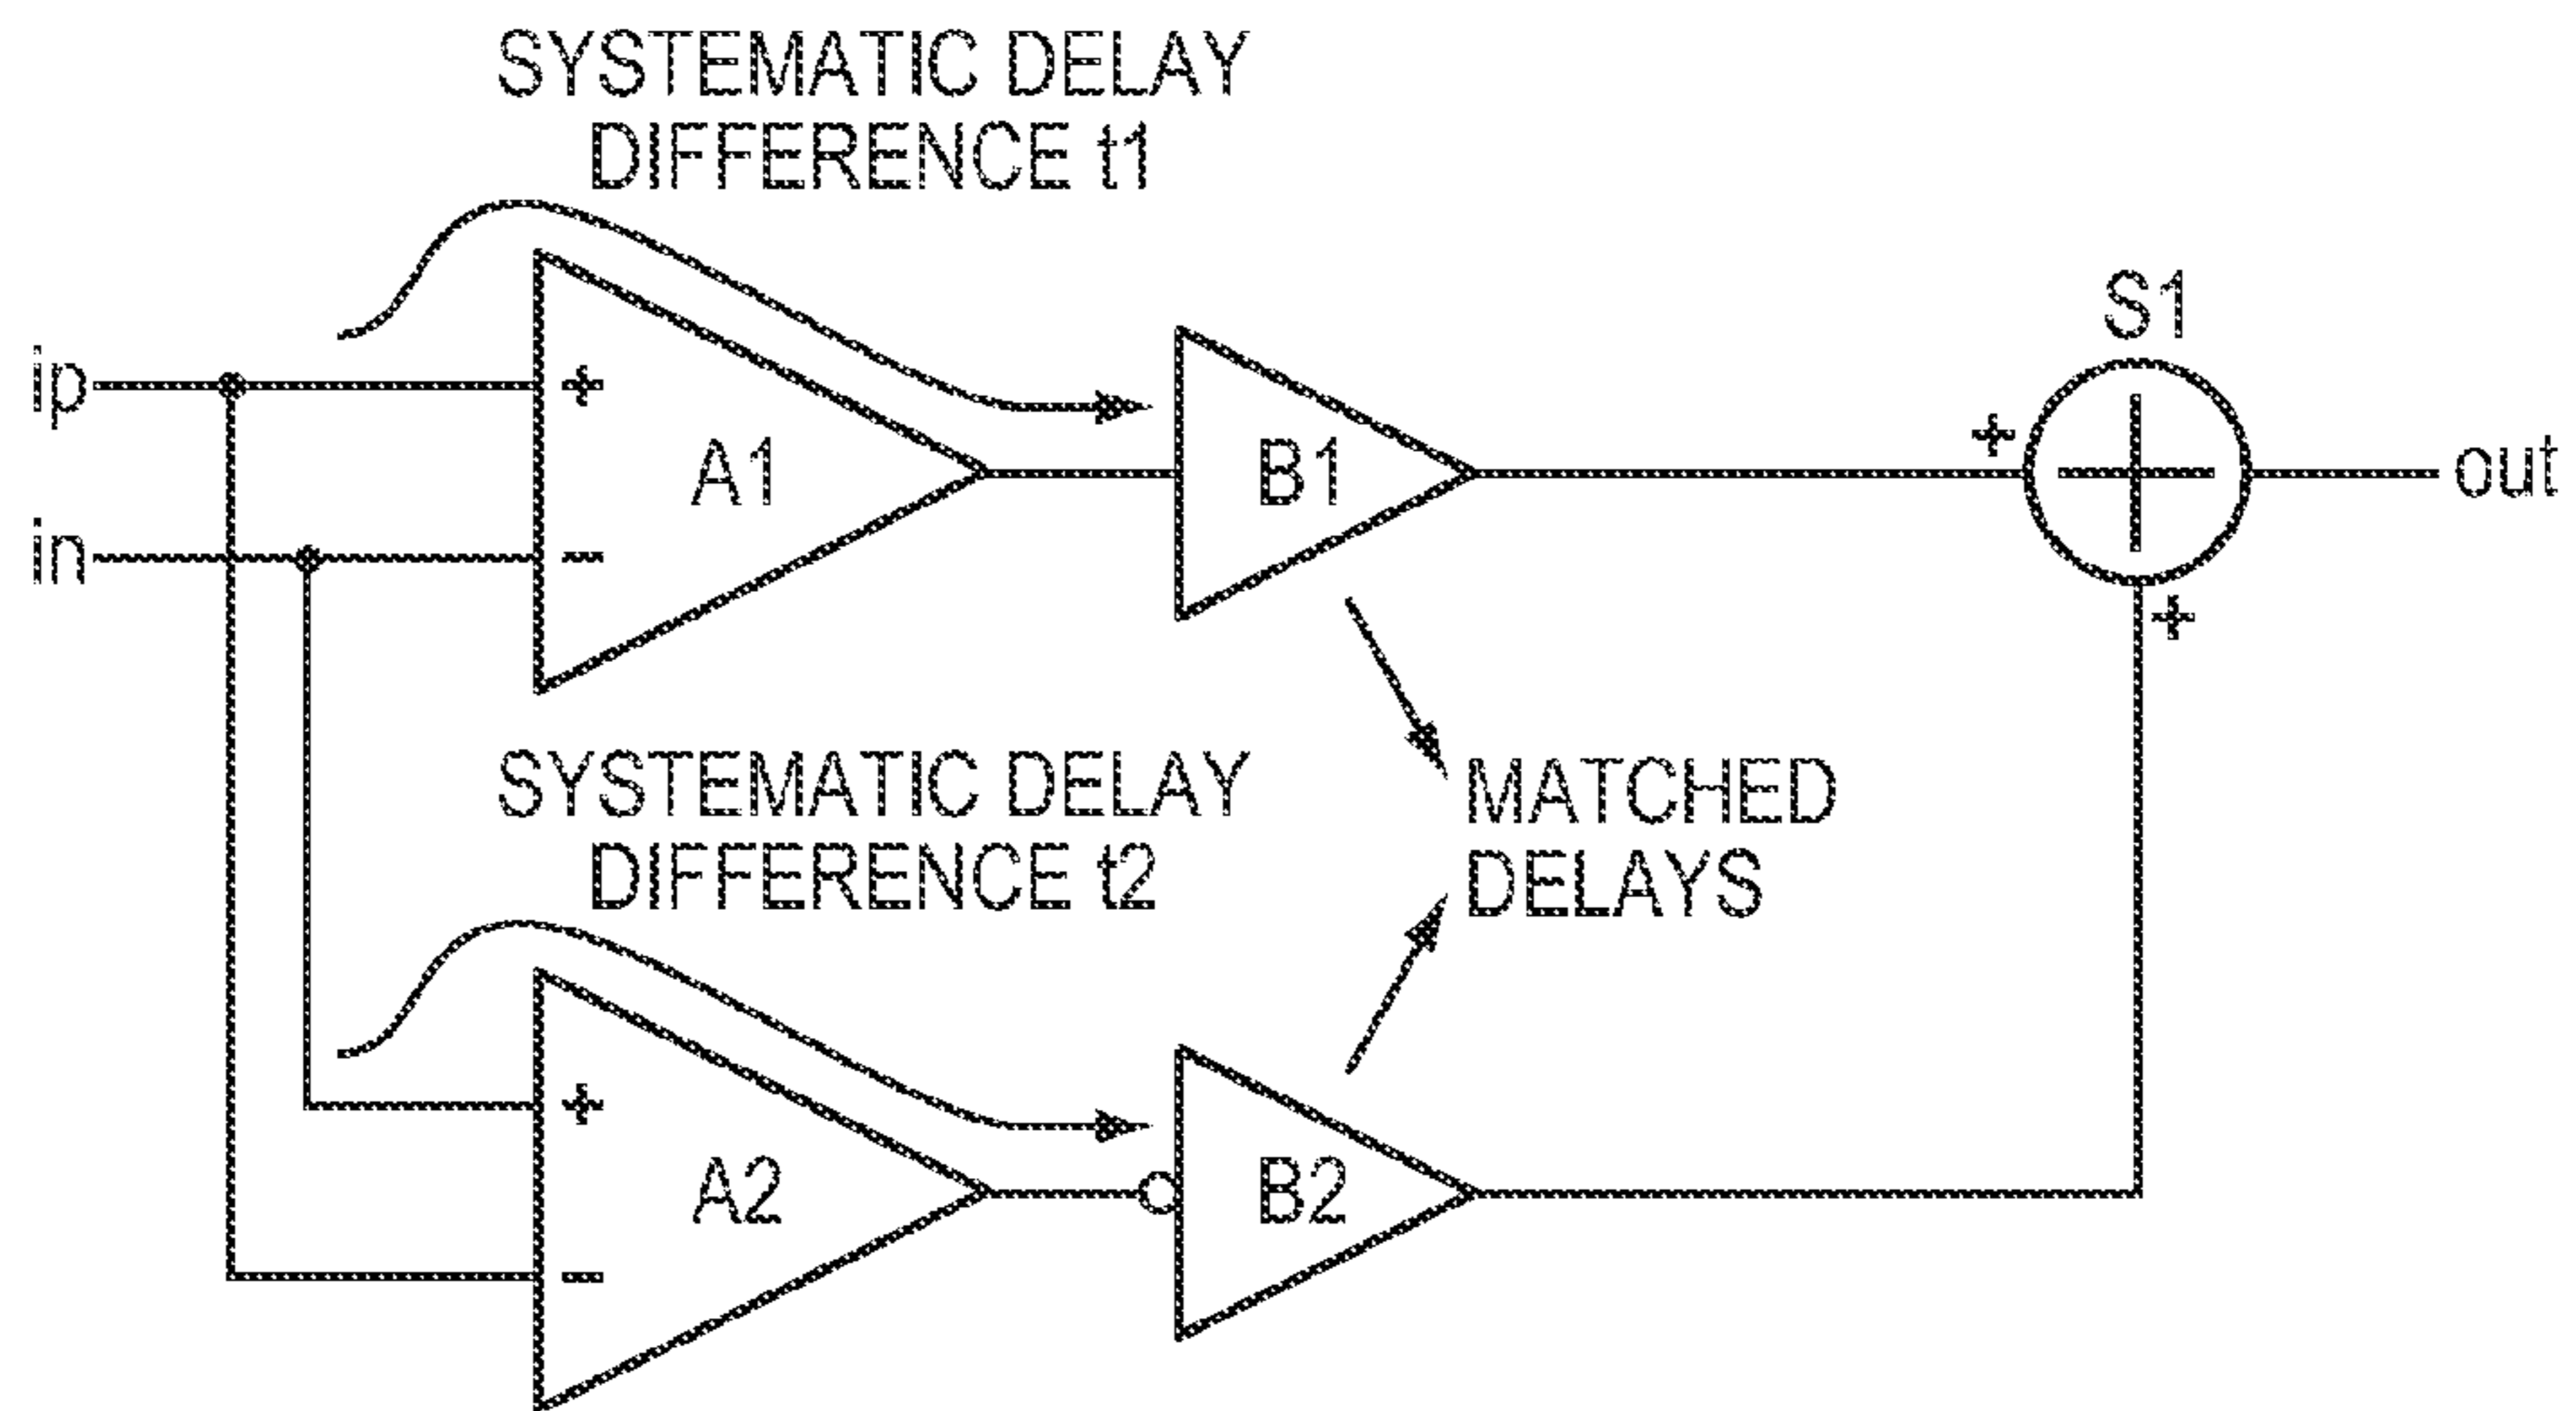 SYSTEMATIC DELAY
DIFFERENCE t1
S1
ip
+
A1
B1
+
out
in
-
+
SYSTEMATIC DELAY
DIFFERENCE t2
MATCHED
DELAYS
+
A2
B2
-